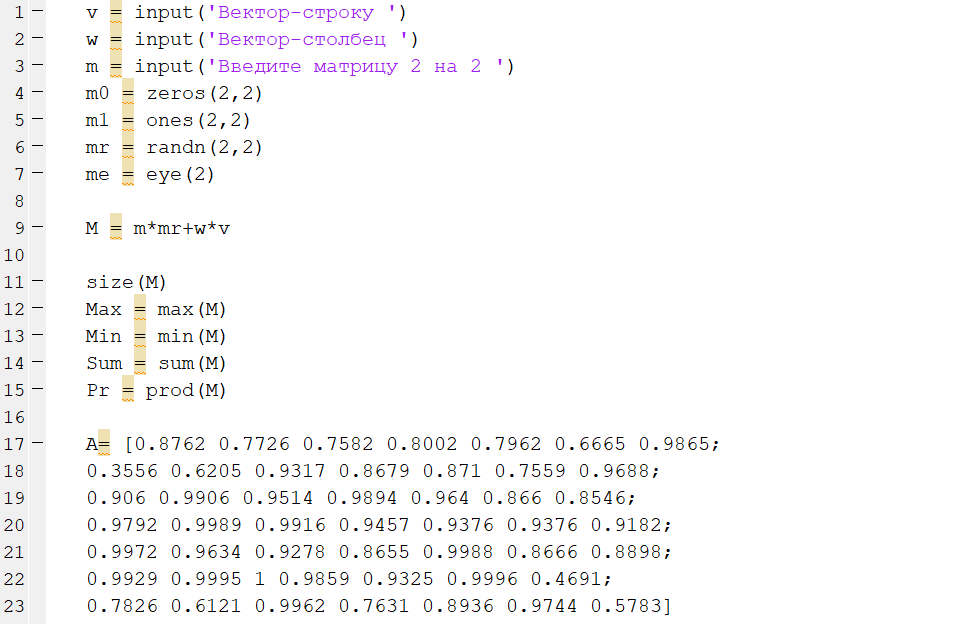 1 — v = input('Вектор-строку ')
2 — w = input('Вектор-столбец ')
3 — m = input('Введите матрицу 2 на 2 ')
4 — m0 = zeros(2,2)
5 — m1 = ones(2,2)
6 — mr = randn(2,2)
7 — me = eye(2)
8
9 — M = m*mr+w*v
10
11 — size(M)
12 — Max = max(M)
13 — Min = min(M)
14 — Sum = sum(M)
15 — Pr = prod(M)
16
17 — A= [0.8762 0.7726 0.7582 0.8002 0.7962 0.6665 0.9865;
18 0.3556 0.6205 0.9317 0.8679 0.871 0.7559 0.9688;
19 0.906 0.9906 0.9514 0.9894 0.964 0.866 0.8546;
20 0.9792 0.9989 0.9916 0.9457 0.9376 0.9376 0.9182;
21 0.9972 0.9634 0.9278 0.8655 0.9988 0.8666 0.8898;
22 0.9929 0.9995 1 0.9859 0.9325 0.9996 0.4691;
23 0.7826 0.6121 0.9962 0.7631 0.8936 0.9744 0.5783]